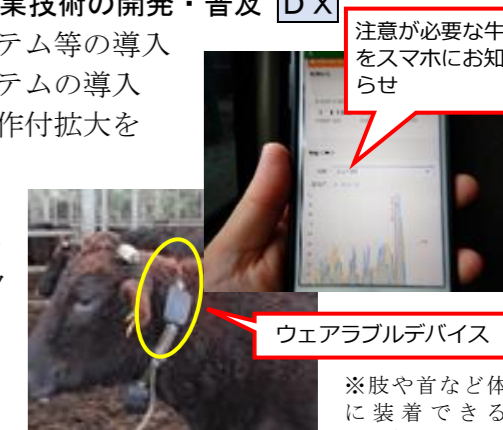 業技術の開発・普及 DX
テム等の導入
テムの導入
作付拡大を
注意が必要な牛
をスマホにお知
らせ
ウェアラブルデバイス
※肢や首など体
に装着できる